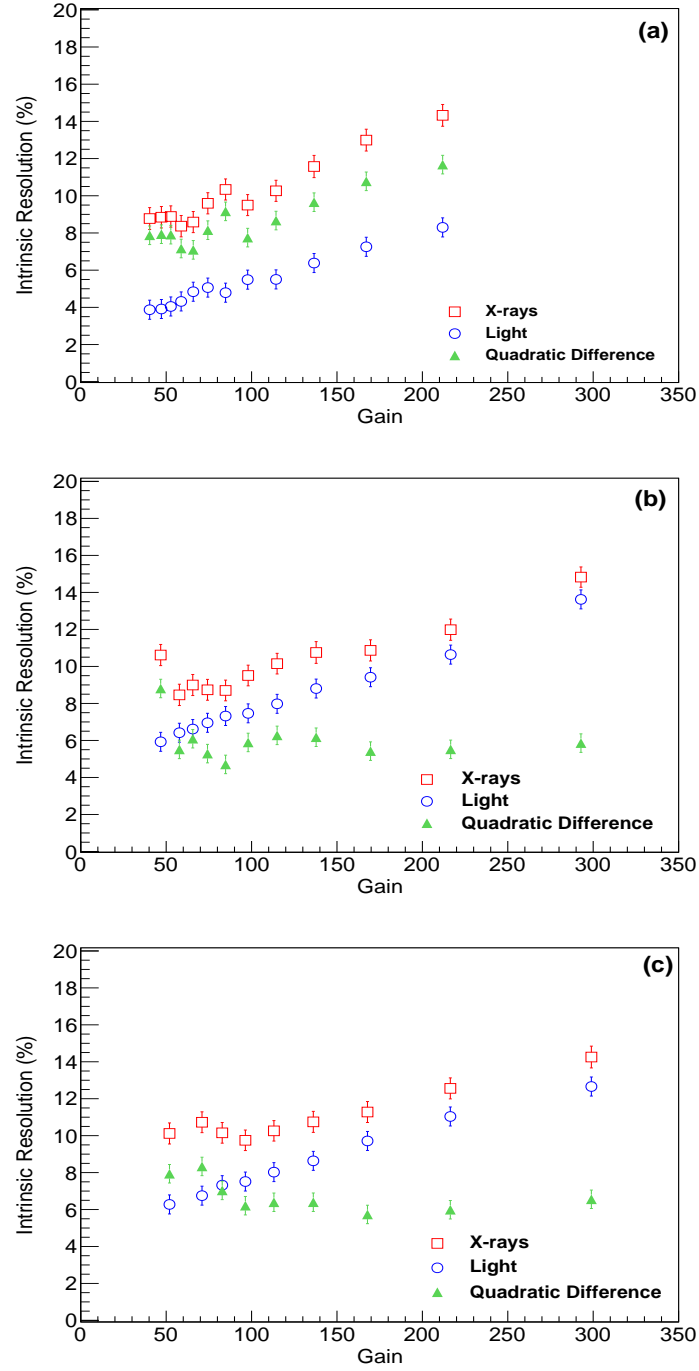 (a)
Intrinsic Resolution (%)
20
18
16
14
12
10
8
6
4
2
0
X-rays
Light
Quadratic Difference
0 50 100 150 200 250 300 350
Gain
(b)
Intrinsic Resolution (%)
20
18
16
14
12
10
8
6
4
2
0
X-rays
Light
Quadratic Difference
0 50 100 150 200 250 300 350
Gain
(c)
Intrinsic Resolution (%)
20
18
16
14
12
10
8
6
4
2
0
X-rays
Light
Quadratic Difference
0 50 100 150 200 250 300 350
Gain